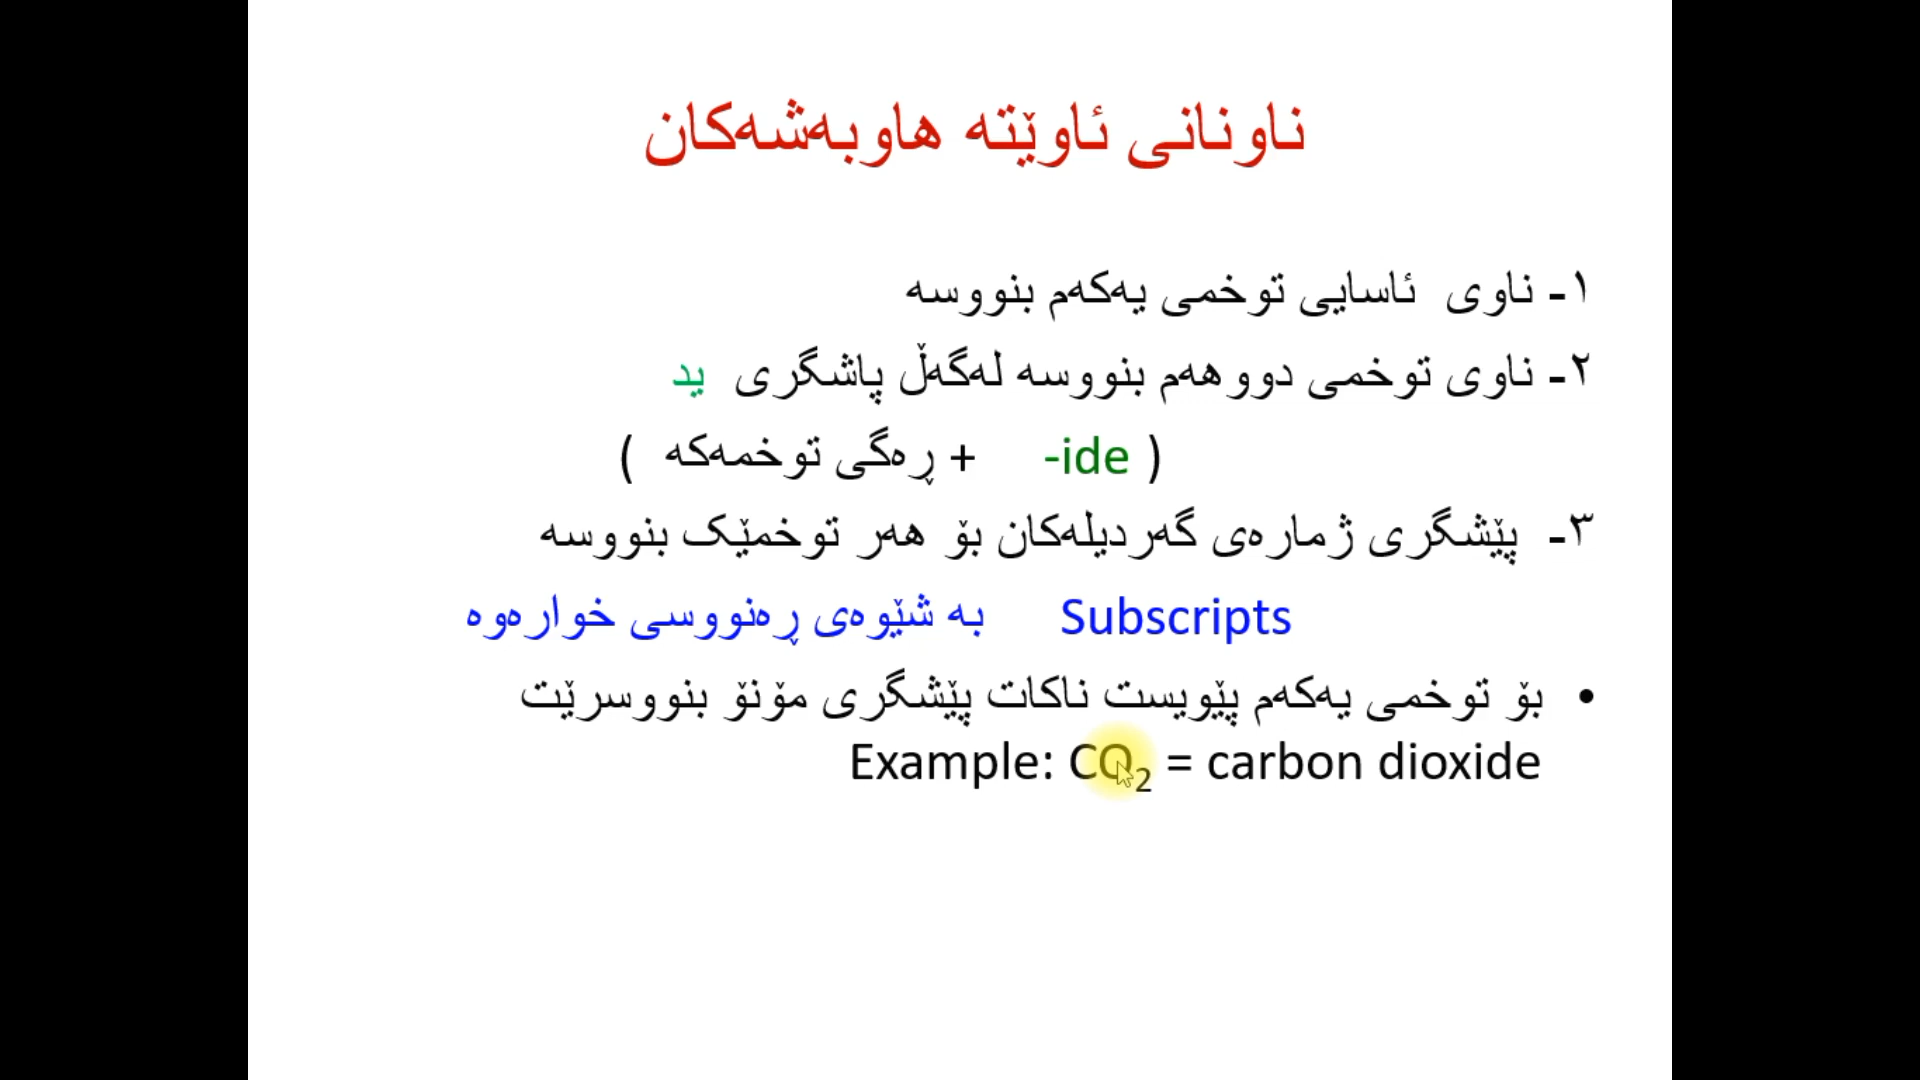 ناونانی ئاوێتە هاوبەشەکان
١- ناوی ئاسایی توخمی یەکەم بنووسە
٢- ناوی توخمی دووهەم بنووسە لەگەڵ پاشگری ید
( -ide + ڕەگی توخمەکە )
٣- پێشگری ژمارەی گەردیلەکان بۆ هەر توخمێک بنووسە
Subscripts بە شێوەی ڕەنووسی خوارەوە
• بۆ توخمی یەکەم پێویست ناکات پێشگری مۆنۆ بنووسرێت
Example: CO₂ = carbon dioxide